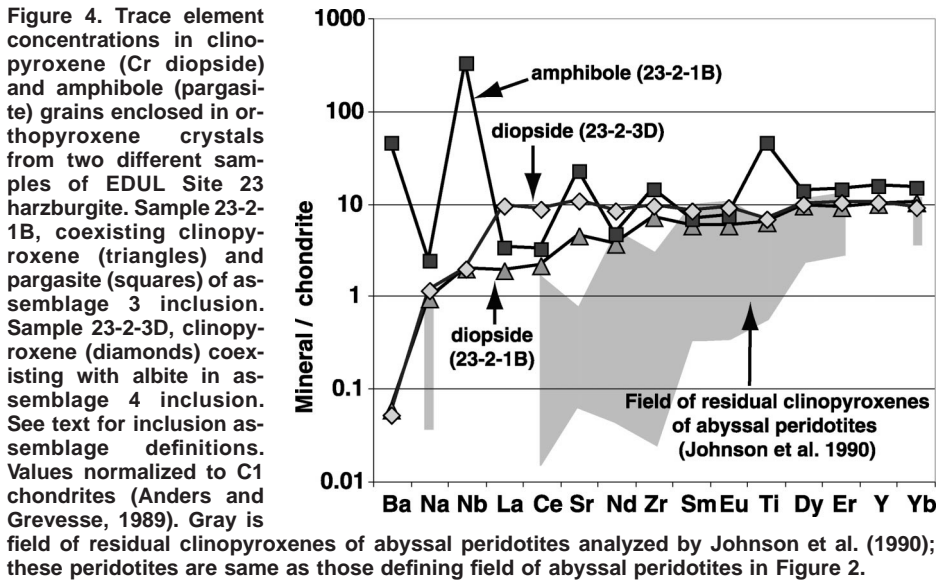 Figure 4. Trace element
concentrations in clino-
pyroxene (Cr diopside)
and amphibole (pargasi-
te) grains enclosed in or-
thopyroxene crystals
from two different sam-
ples of EDUL Site 23
harzburgite. Sample 23-2-
1B, coexisting clinopy-
roxene (triangles) and
pargasite (squares) of as-
semblage 3 inclusion.
Sample 23-2-3D, clinopy-
roxene (diamonds) coex-
isting with albite in as-
semblage 4 inclusion.
See text for inclusion as-
semblage definitions.
Values normalized to C1
chondrites (Anders and
Grevesse, 1989). Gray is
field of residual clinopyroxenes of abyssal peridotites analyzed by Johnson et al. (1990);
these peridotites are same as those defining field of abyssal peridotites in Figure 2.
Mineral / chondrite
1000
100
10
1
0.1
0.01
amphibole (23-2-1B)
diopside (23-2-3D)
diopside
(23-2-1B)
Field of residual clinopyroxenes
of abyssal peridotites
(Johnson et al. 1990)
Ba Na Nb La Ce Sr Nd Zr Sm Eu Ti Dy Er Y Yb